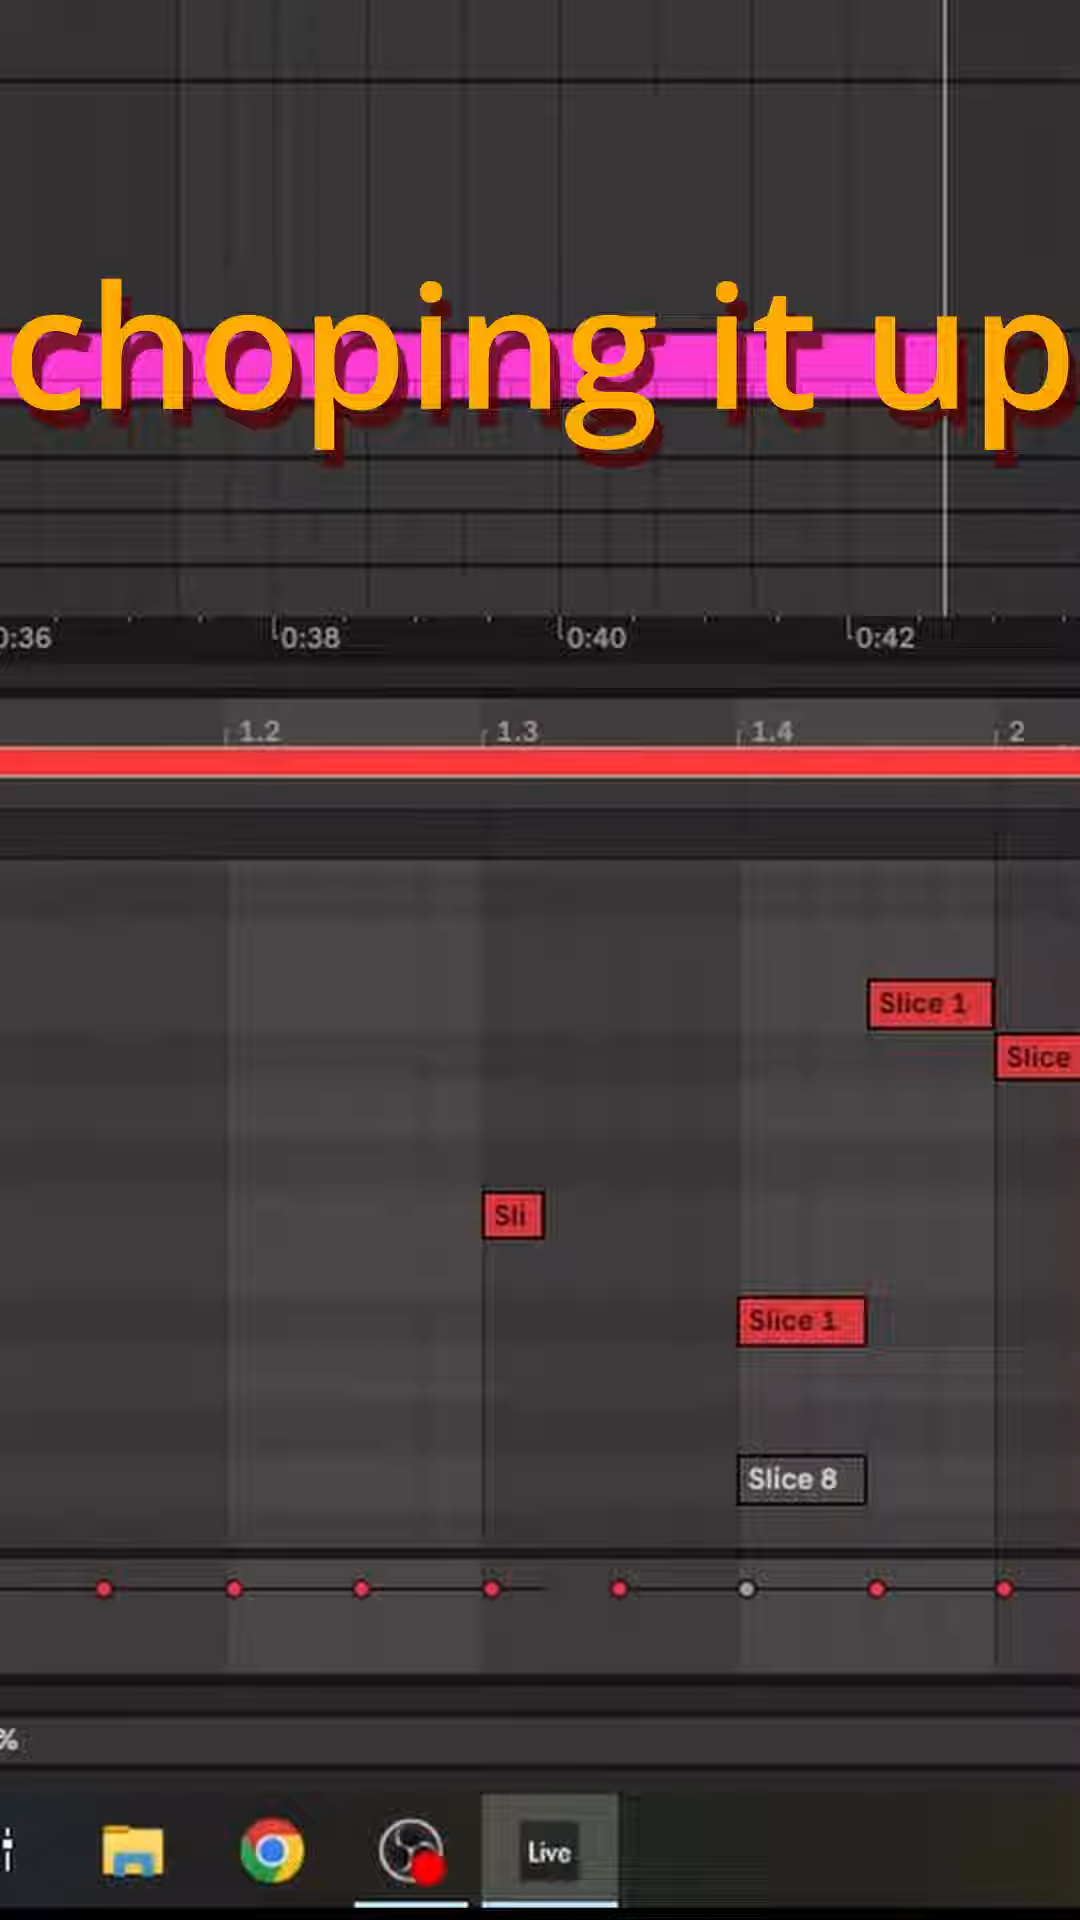 choping it up
0:36
0:38
0:40
0:42
1.2
1.3
1.4
2
Slice 1
Slice
Sli
Slice 1
Slice 8
%
Live